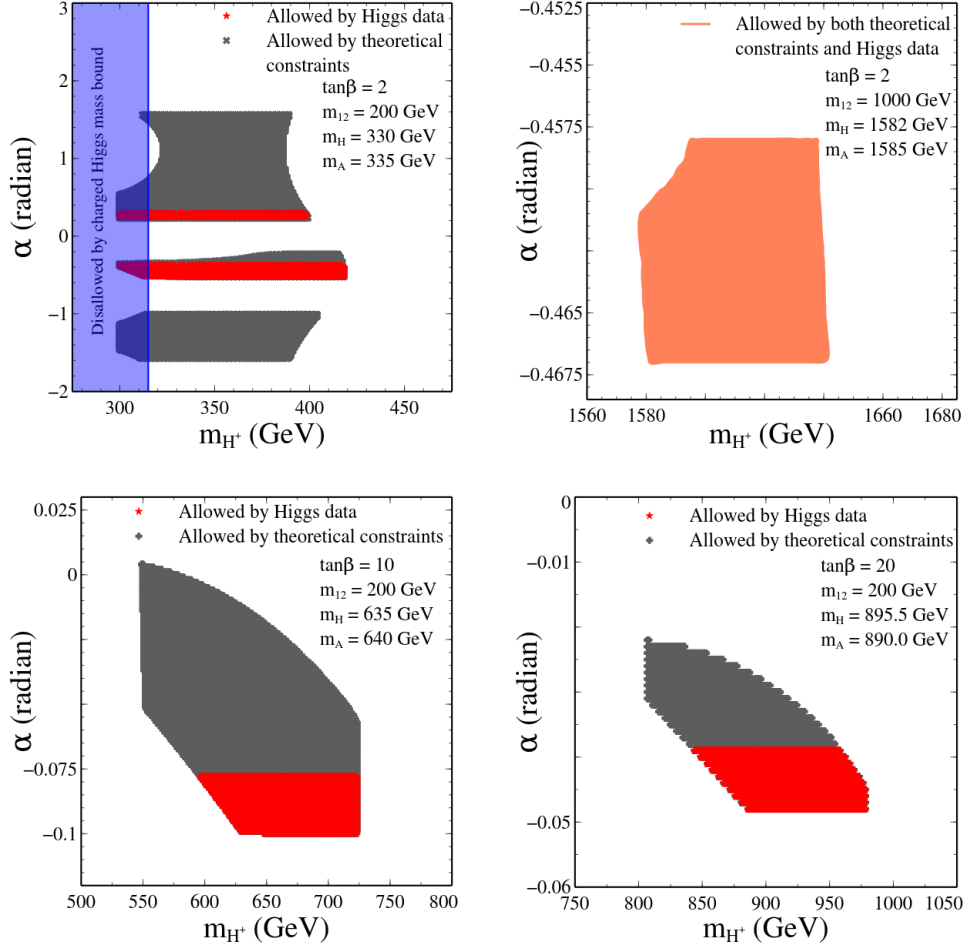 3
2
1
0
−1
−2
α (radian)
Disallowed by charged Higgs mass bound
Allowed by Higgs data
Allowed by theoretical
constraints
tanβ = 2
m12 = 200 GeV
mH = 330 GeV
mA = 335 GeV
300
350
400
450
mH+ (GeV)
−0.4525
−0.455
−0.4575
−0.465
−0.4675
α (radian)
Allowed by both theoretical
constraints and Higgs data
tanβ = 2
m12 = 1000 GeV
mH = 1582 GeV
mA = 1585 GeV
1560
1580
1660
1680
mH+ (GeV)
0.025
0
−0.075
−0.1
α (radian)
Allowed by Higgs data
Allowed by theoretical constraints
tanβ = 10
m12 = 200 GeV
mH = 635 GeV
mA = 640 GeV
500
550
600
650
700
750
800
mH+ (GeV)
0
−0.01
−0.05
−0.06
α (radian)
Allowed by Higgs data
Allowed by theoretical constraints
tanβ = 20
m12 = 200 GeV
mH = 895.5 GeV
mA = 890.0 GeV
750
800
850
900
950
1000
1050
mH+ (GeV)